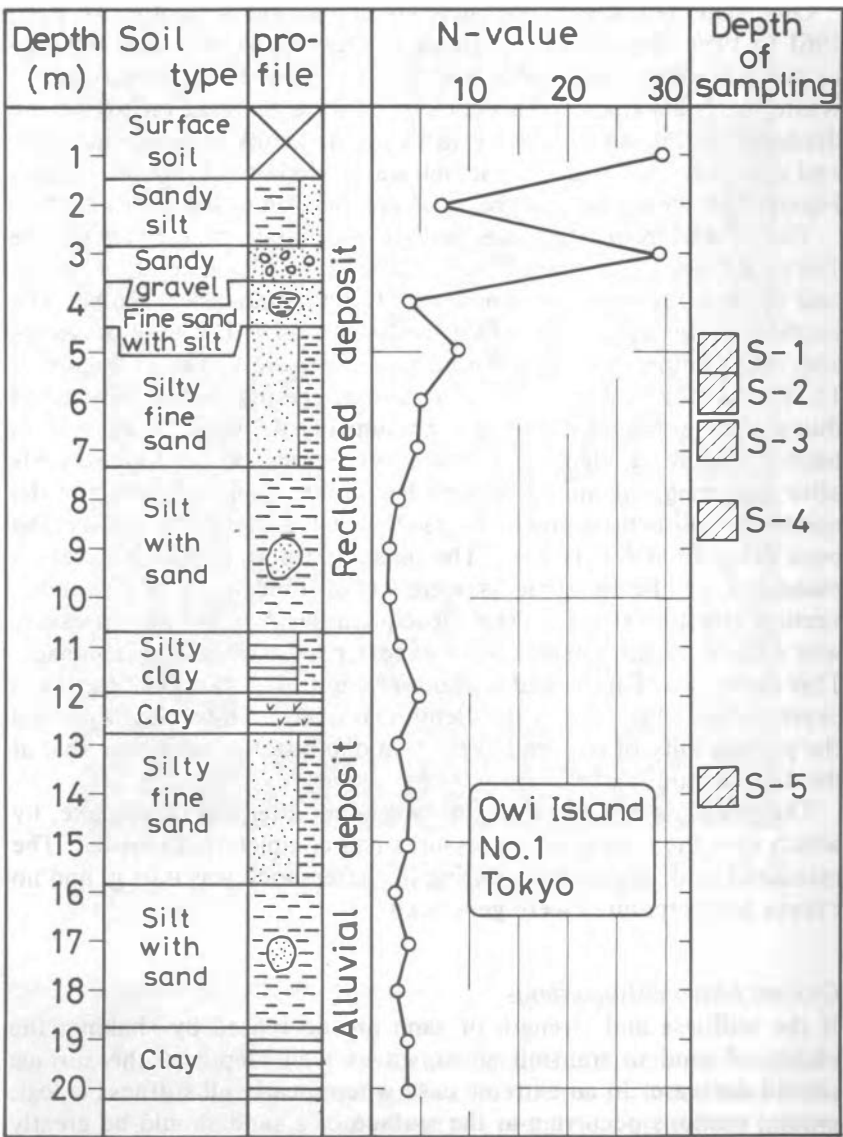 Depth (m)
Soil type
pro-file
N-value
10 20 30
Depth of sampling
1
2
3
4
5
6
7
8
9
10
11
12
13
14
15
16
17
18
19
20
Surface soil
Sandy silt
Sandy gravel
Fine sand with silt
Silty fine sand
Silt with sand
Silty clay
Clay
Silty fine sand
Silt with sand
Clay
Reclaimed deposit
Alluvial deposit
S-1
S-2
S-3
S-4
S-5
Owi Island
No.1
Tokyo